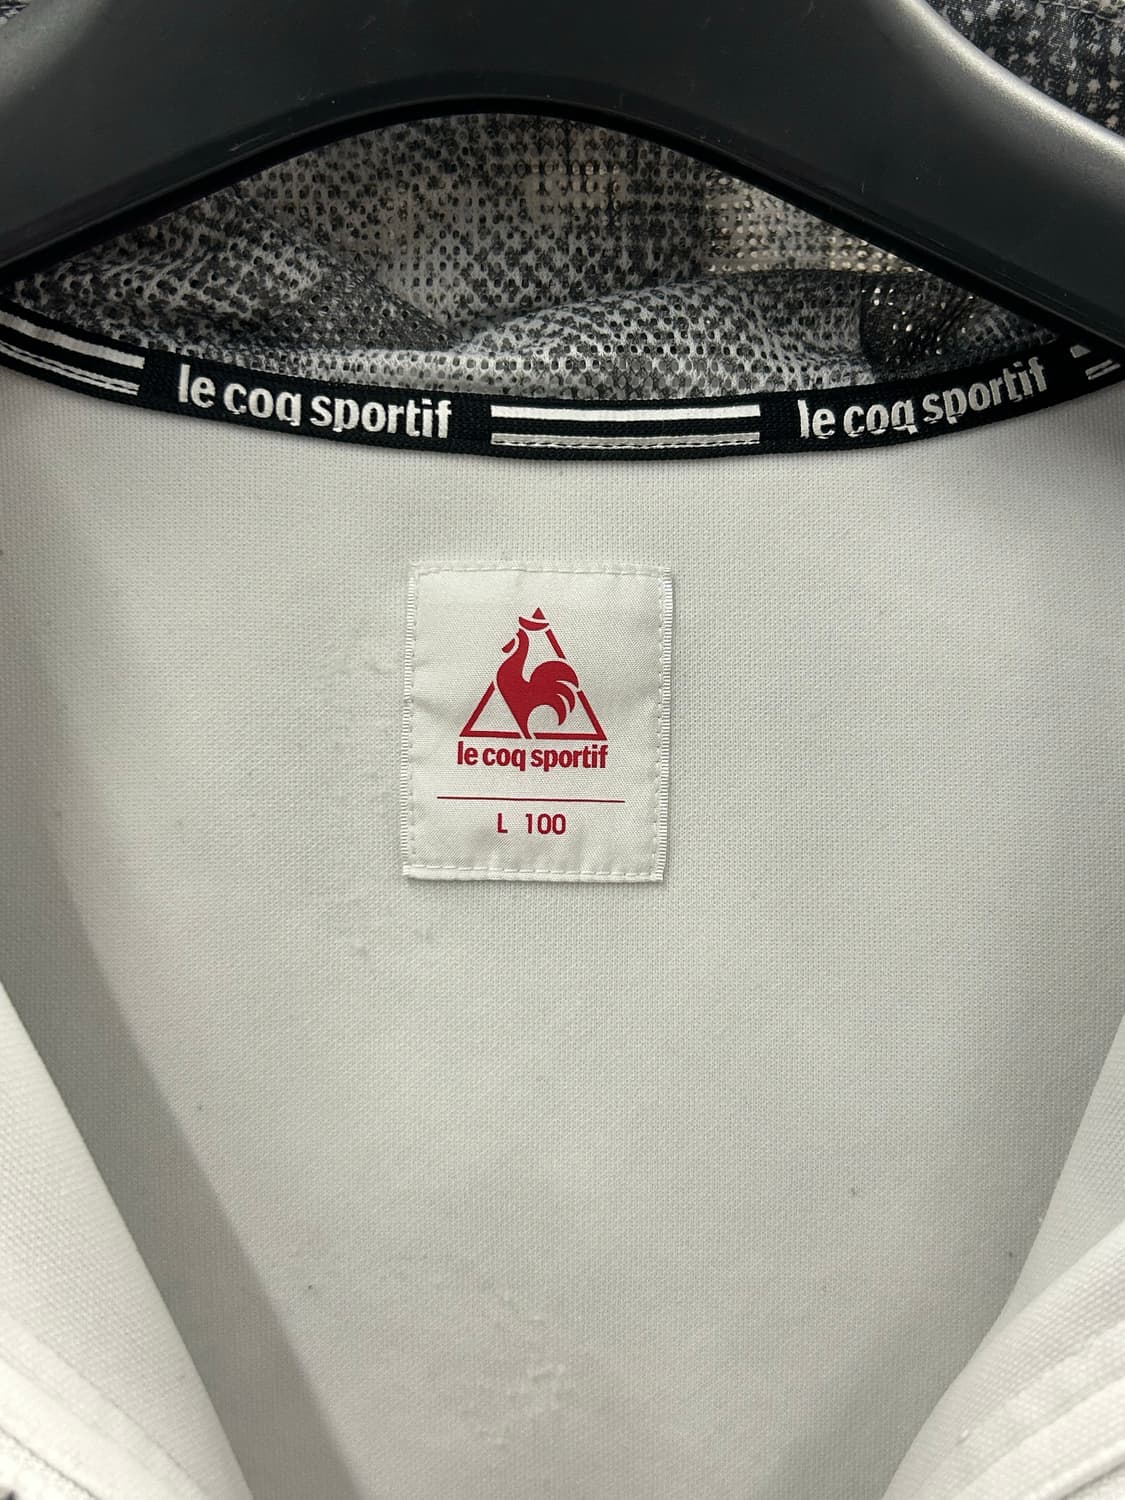 le coq sportif le coq sportif
le coq sportif
L 100